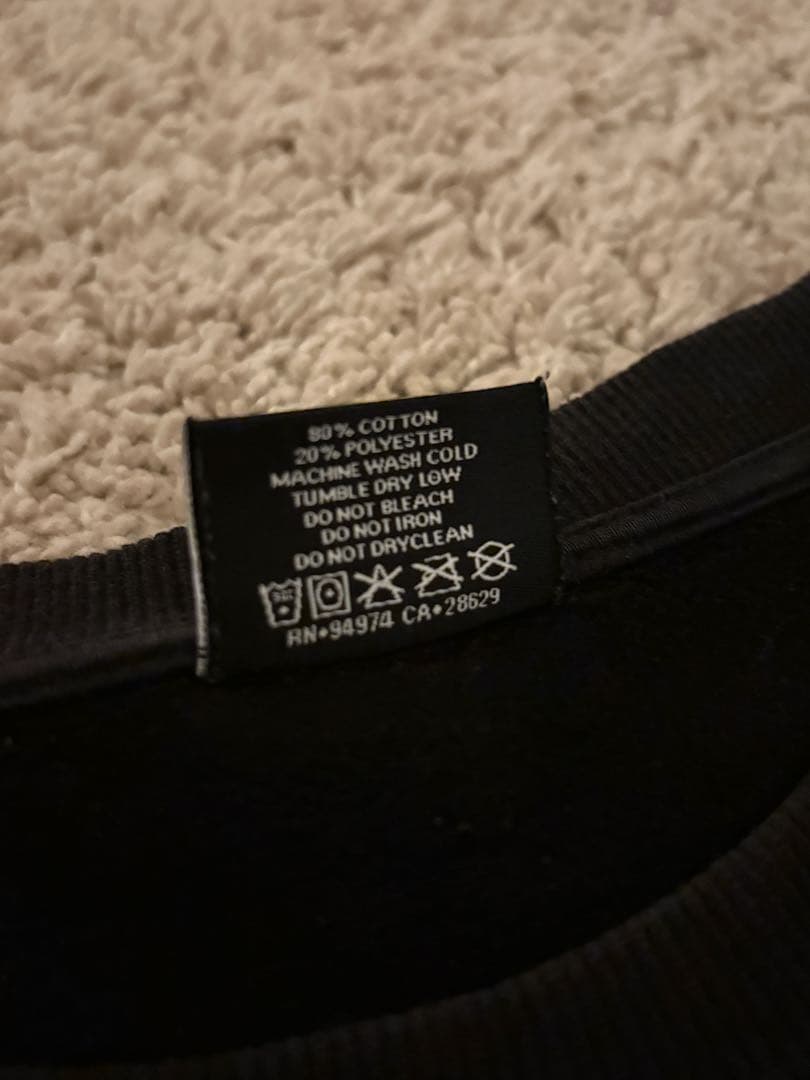 80% COTTON
20% POLYESTER
MACHINE WASH COLD
TUMBLE DRY LOW
DO NOT BLEACH
DO NOT IRON
DO NOT DRYCLEAN
RN•94974 CA•28629